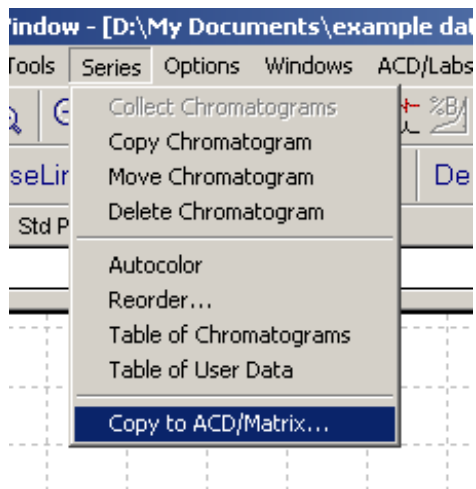 indow - [D:\My Documents\example dat
Tools Series Options Windows ACD/Labs
Collect Chromatograms
%B
Copy Chromatogram
seLir
Move Chromatogram
De
Delete Chromatogram
Std P
Autocolor
Reorder...
Table of Chromatograms
Table of User Data
Copy to ACD/Matrix...